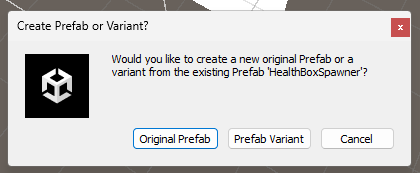 Create Prefab or Variant?
x
Would you like to create a new original Prefab or a
variant from the existing Prefab 'HealthBoxSpawner'?
Original Prefab
Prefab Variant
Cancel